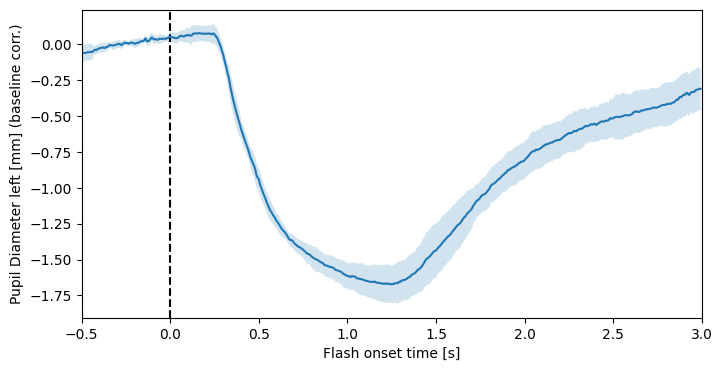 Pupil Diameter left [mm] (baseline corr.)
0.00
−0.25
−0.50
−0.75
−1.00
−1.25
−1.50
−1.75
−0.5 0.0 0.5 1.0 1.5 2.0 2.5 3.0
Flash onset time [s]